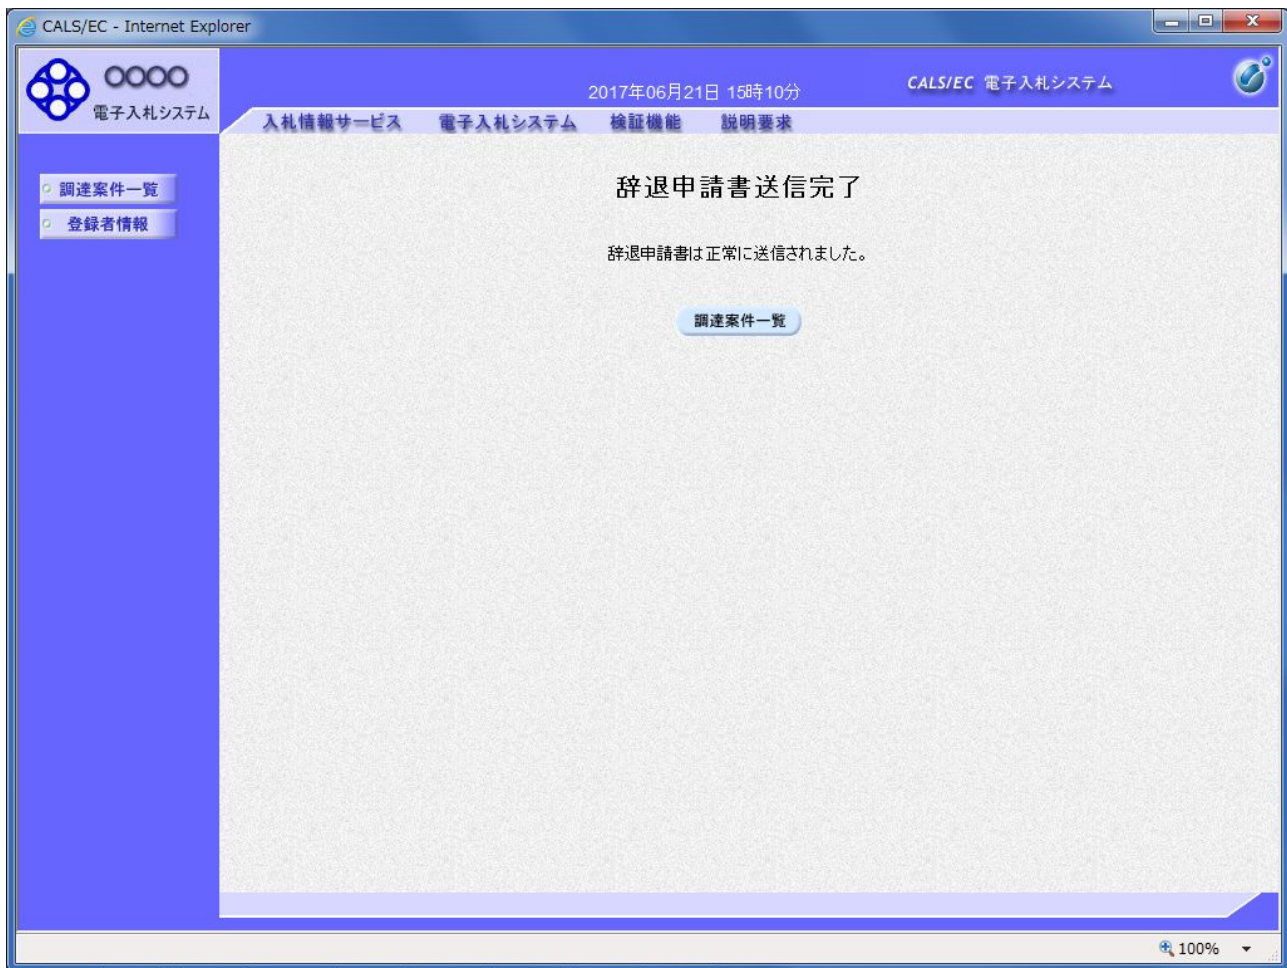 CALS/EC - Internet Explorer
○○○○
電子入札システム
2017年06月21日 15時10分
CALS/EC 電子入札システム
入札情報サービス 電子入札システム 検証機能 説明要求
調達案件一覧
登録者情報
辞退申請書送信完了
辞退申請書は正常に送信されました。
調達案件一覧
100%